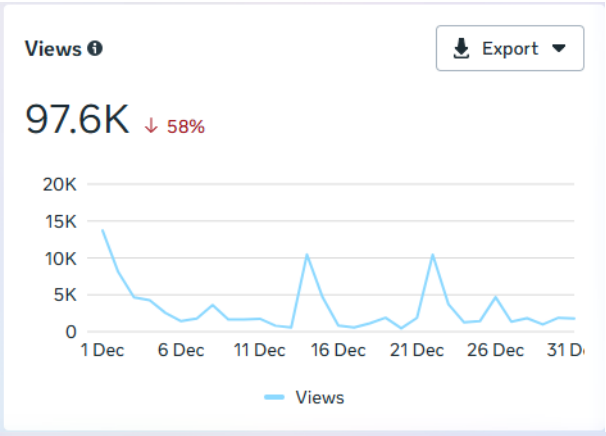 Views
Export
97.6K ↓ 58%
20K
15K
10K
5K
0
1 Dec 6 Dec 11 Dec 16 Dec 21 Dec 26 Dec 31 D
Views